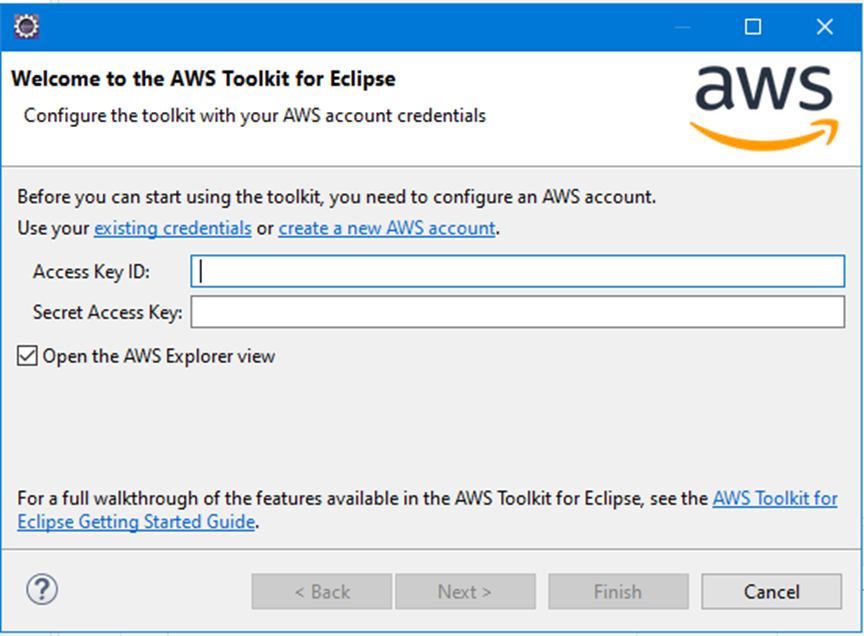 Welcome to the AWS Toolkit for Eclipse
Configure the toolkit with your AWS account credentials
aws
Before you can start using the toolkit, you need to configure an AWS account.
Use your existing credentials or create a new AWS account.
Access Key ID:
Secret Access Key:
Open the AWS Explorer view
For a full walkthrough of the features available in the AWS Toolkit for Eclipse, see the AWS Toolkit for
Eclipse Getting Started Guide.
? < Back Next > Finish Cancel